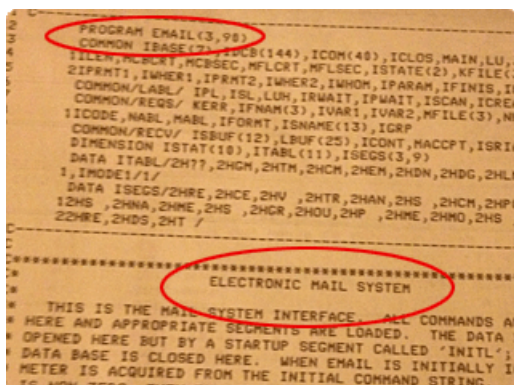 C
PROGRAM EMAIL(3,90)
COMMON IBASE(7), IDCB(144),ICOM(40),ICLOS,MAIN,LU,
1ILEN,MCBCRT,MCBSEC,MFLCRT,MFLSEC,ISTATE(2),KFILE(
2IPRMT1,IWHER1,IPRMT2,IWHER2,IWHOM,IPARAM,IFINIS,I
COMMON/LABL/ IPL,ISL,LUH,IRWAIT,IPWAIT,ISCAN,ICRE
COMMON/REQS/ KERR,IFNAM(3),IVAR1,IVAR2,MFILE(3),N
1ICODE,NABL,MABL,IFORMT,ISNAME(13),IGRP
COMMON/RECV/ ISBUF(12),LBUF(25),ICONT,MACCPT,ISRI
DIMENSION ISTAT(10),ITABL(11),ISEGS(3,9)
DATA ITABL/2H??,2HGM,2HTM,2HCM,2HEM,2HDN,2HDG,2HL
1,IMODE1/1/
DATA ISEGS/2HRE,2HCE,2HV ,2HTR,2HAN,2HS ,2HCM,2HP
12HS ,2HNA,2HME,2HS ,2HGR,2HOU,2HP ,2HME,2HMO,2HS
22HRE,2HDS,2HT /
C
C
C
ELECTRONIC MAIL SYSTEM
THIS IS THE MAIL SYSTEM INTERFACE. ALL COMMANDS A
HERE AND APPROPRIATE SEGMENTS ARE LOADED. THE DATA
OPENED HERE BUT BY A STARTUP SEGMENT CALLED 'INITL';
DATA BASE IS CLOSED HERE. WHEN EMAIL IS INITIALLY I
METER IS ACQUIRED FROM THE INITIAL COMMAND STRING